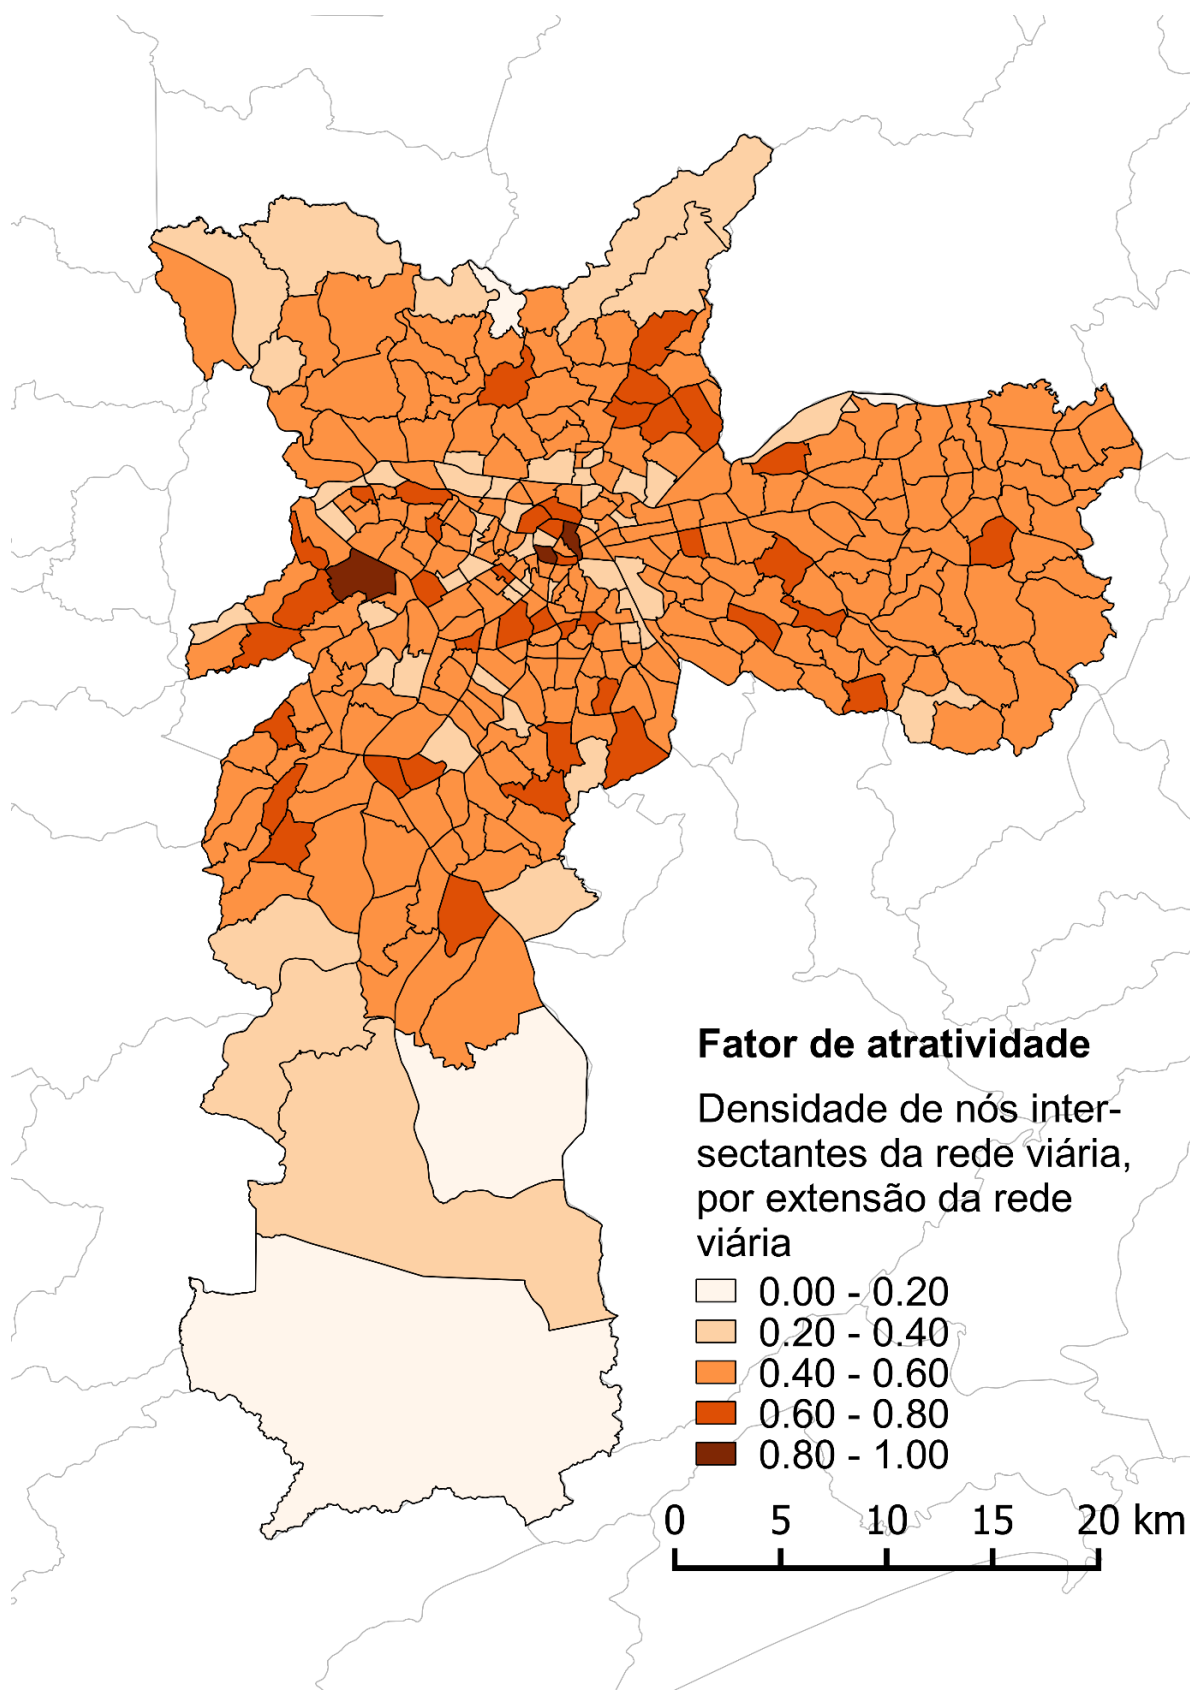 Fator de atratividade
Densidade de nós inter-
sectantes da rede viária,
por extensão da rede
viária
0.00 - 0.20
0.20 - 0.40
0.40 - 0.60
0.60 - 0.80
0.80 - 1.00
0 5 10 15 20 km